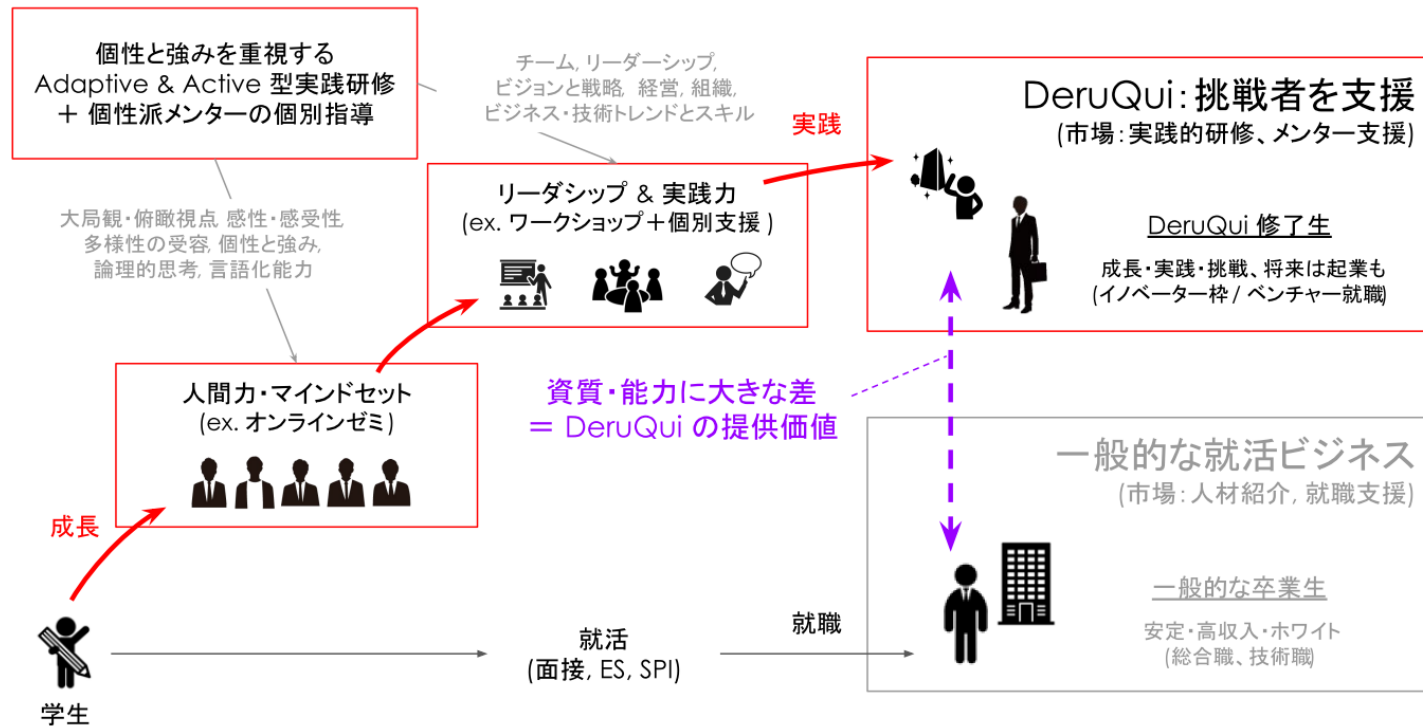 個性と強みを重視する
Adaptive & Active 型実践研修
＋ 個性派メンターの個別指導
チーム, リーダーシップ,
ビジョンと戦略, 経営, 組織,
ビジネス・技術トレンドとスキル
実践
DeruQui：挑戦者を支援
(市場：実践的研修、メンター支援)
リーダシップ & 実践力
(ex. ワークショップ＋個別支援 )
大局観・俯瞰視点, 感性・感受性,
多様性の受容, 個性と強み,
論理的思考, 言語化能力
DeruQui 修了生
成長・実践・挑戦、将来は起業も
(イノベーター枠 / ベンチャー就職)
人間力・マインドセット
(ex. オンラインゼミ)
資質・能力に大きな差
＝ DeruQui の提供価値
一般的な就活ビジネス
(市場：人材紹介, 就職支援)
成長
一般的な卒業生
安定・高収入・ホワイト
(総合職、技術職)
就活
(面接, ES, SPI)
就職
学生